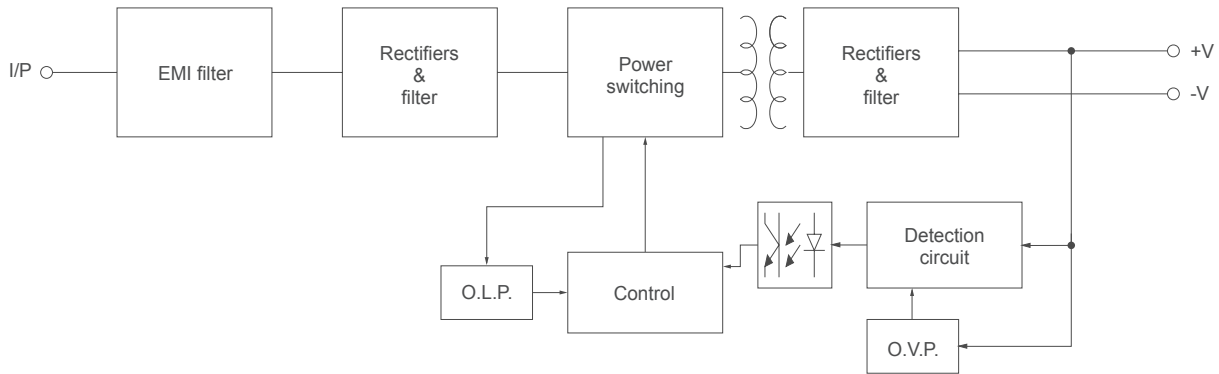 I/P
EMI filter
Rectifiers
&
filter
Power
switching
Rectifiers
&
filter
+V
-V
O.L.P.
Control
Detection
circuit
O.V.P.